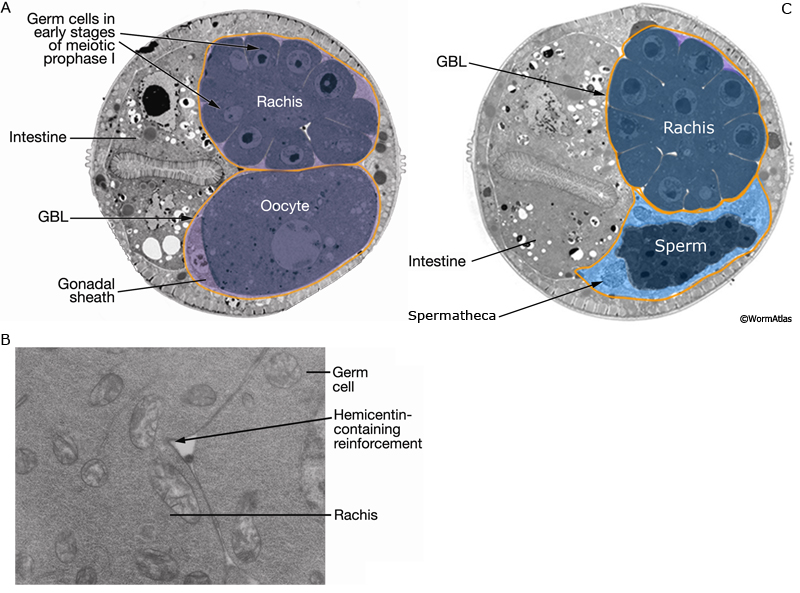 A
Germ cells in
early stages
of meiotic
prophase I
Rachis
Intestine
Oocyte
GBL
Gonadal
sheath
C
GBL
Rachis
Sperm
Intestine
Spermatheca
©WormAtlas
B
Germ
cell
Hemicentin-
containing
reinforcement
Rachis